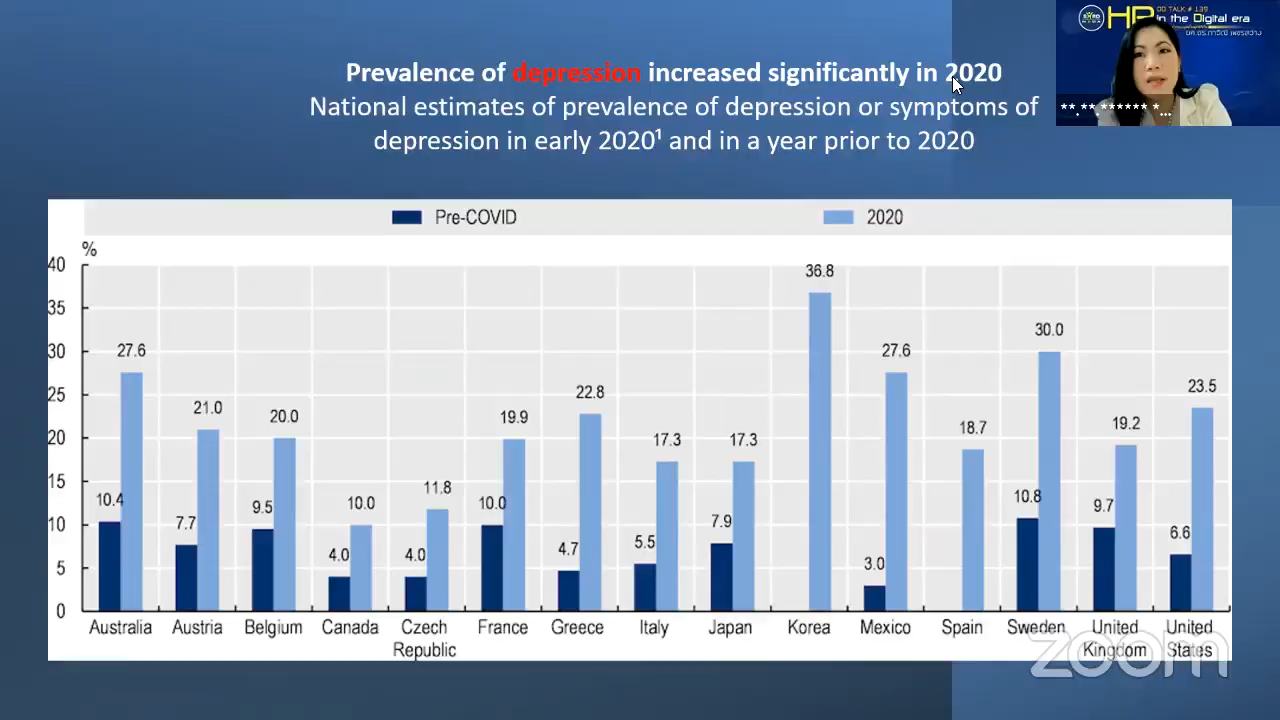 Prevalence of depression increased significantly in 2020
National estimates of prevalence of depression or symptoms of
depression in early 2020¹ and in a year prior to 2020
OD TALK # 139
HR in the Digital era
** ** ****** *...
Pre-COVID
2020
%
40
35
30
25
20
15
10
5
0
10.4 27.6
7.7 21.0
9.5 20.0
4.0 10.0
4.0 11.8
10.0 19.9
4.7 22.8
5.5 17.3
7.9 17.3
36.8
3.0 27.6
18.7
10.8 30.0
9.7 19.2
6.6 23.5
Australia
Austria
Belgium
Canada
Czech
Republic
France
Greece
Italy
Japan
Korea
Mexico
Spain
Sweden
United
Kingdom
United
States
zoom